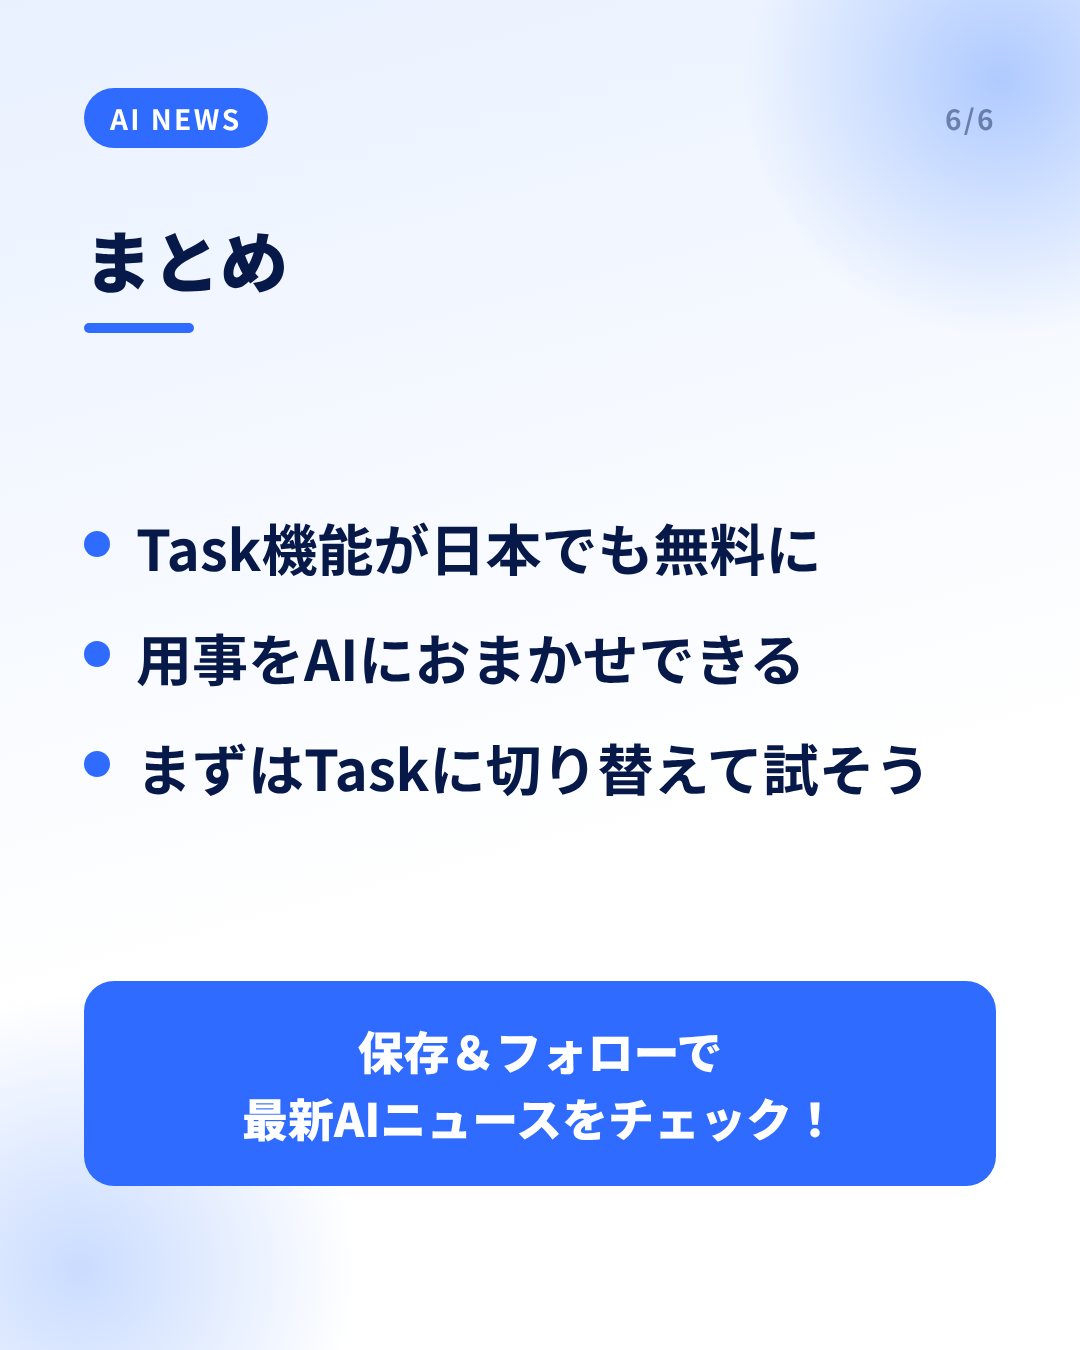 AI NEWS
6/6
まとめ
Task機能が日本でも無料に
用事をAIにおまかせできる
まずはTaskに切り替えて試そう
保存＆フォローで
最新AIニュースをチェック！